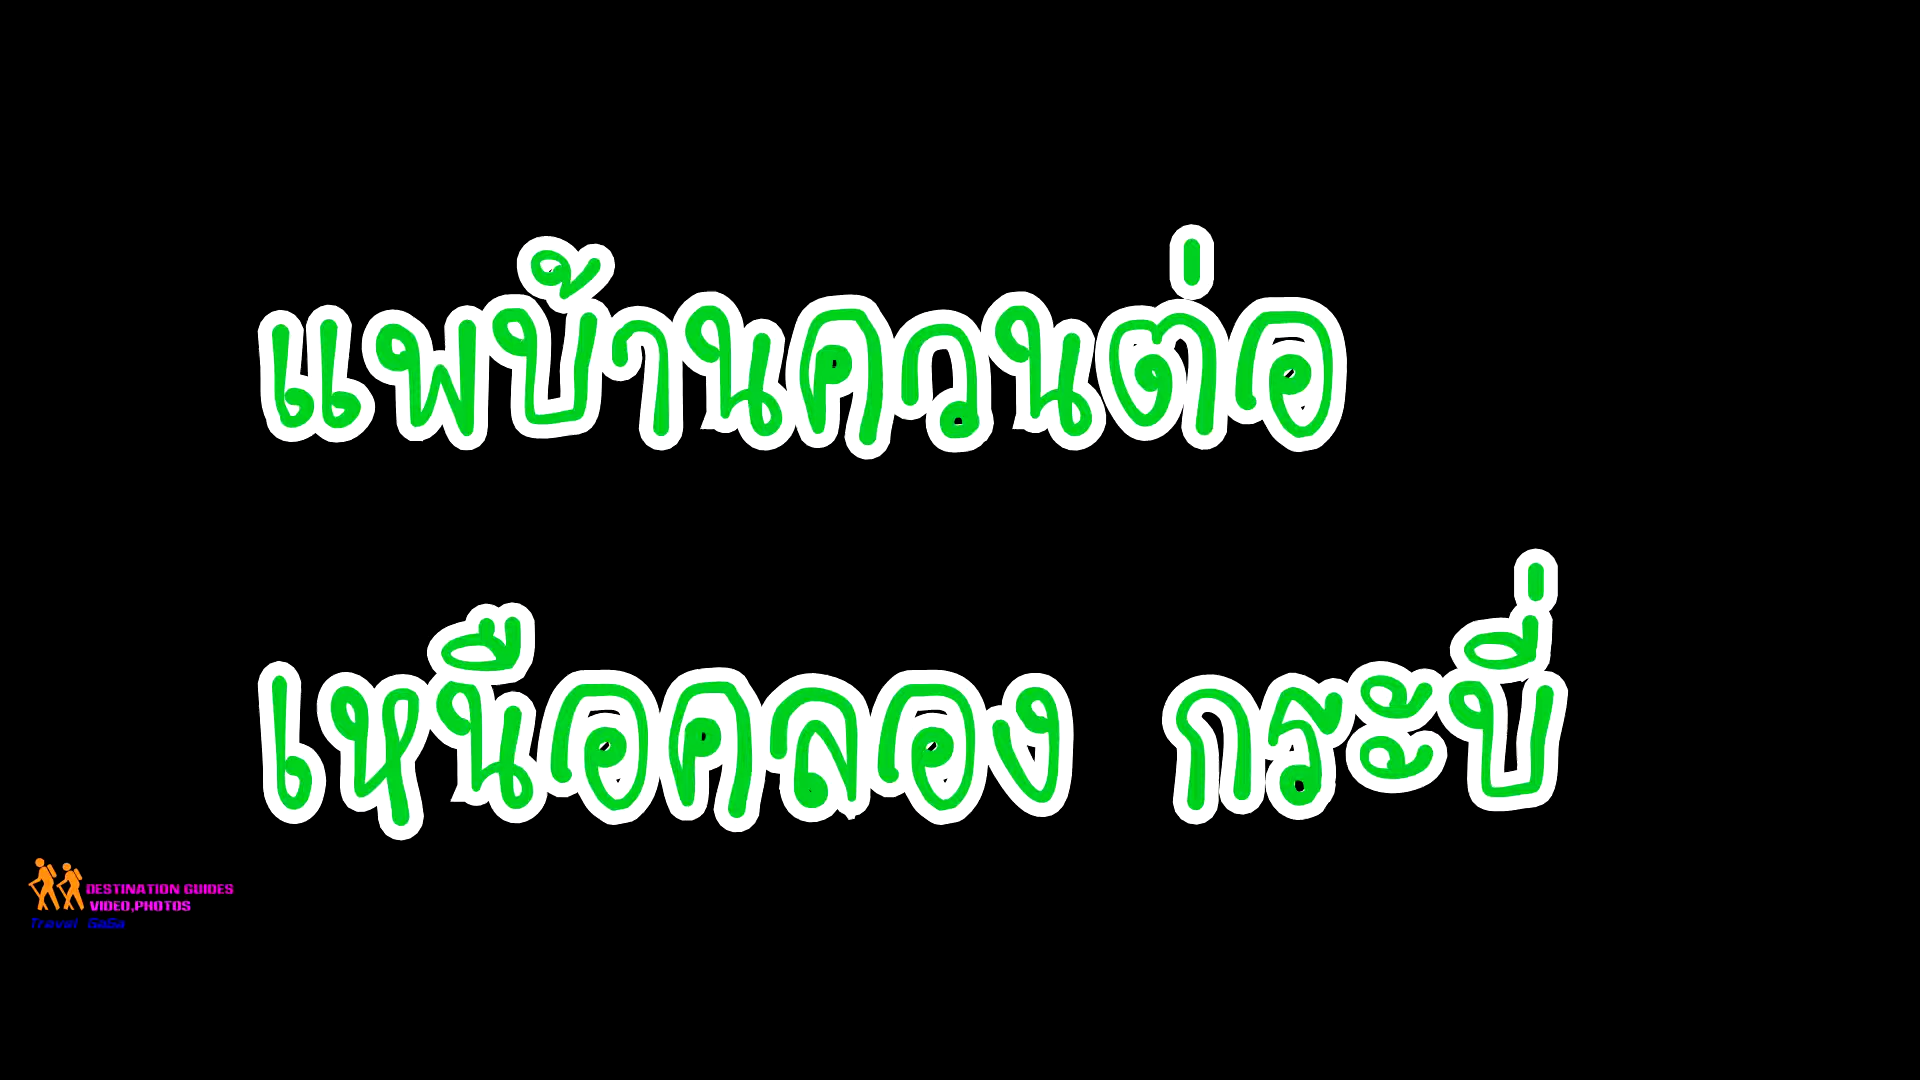 แพบ้านควนต่อ
เหนือคลอง กระบี่
DESTINATION GUIDES
VIDEO,PHOTOS
Travel GaGa